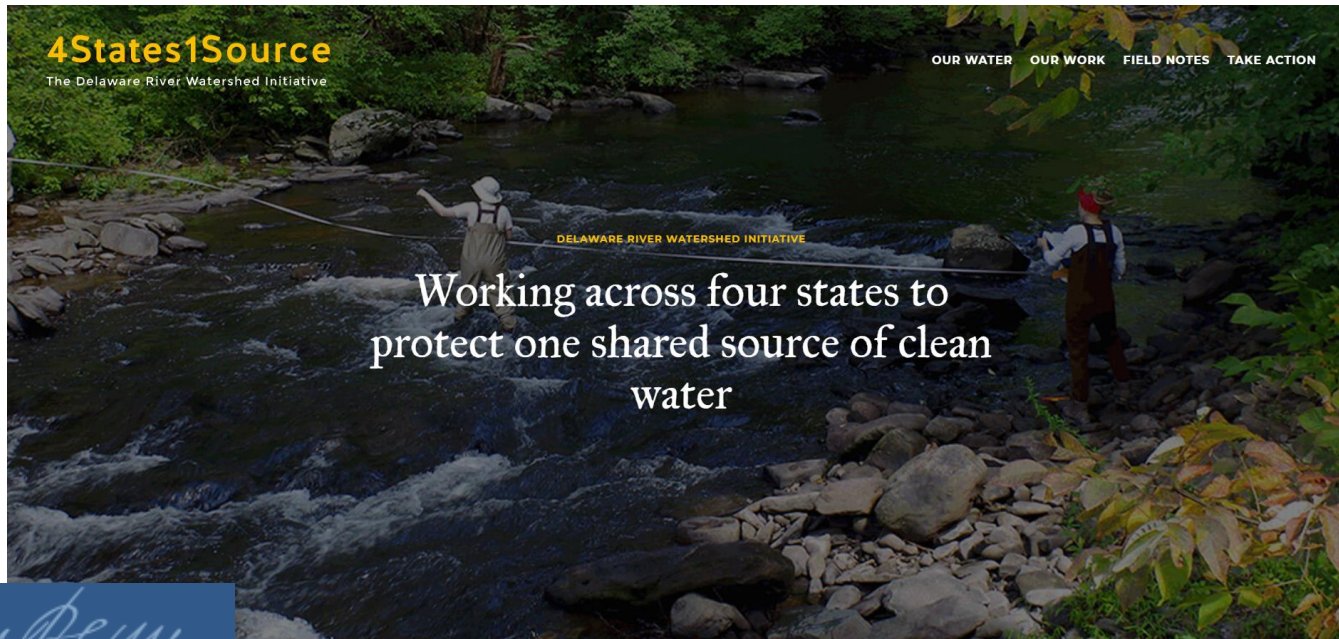 4States1Source
The Delaware River Watershed Initiative
OUR WATER OUR WORK FIELD NOTES TAKE ACTION
DELAWARE RIVER WATERSHED INITIATIVE
Working across four states to
protect one shared source of clean
water